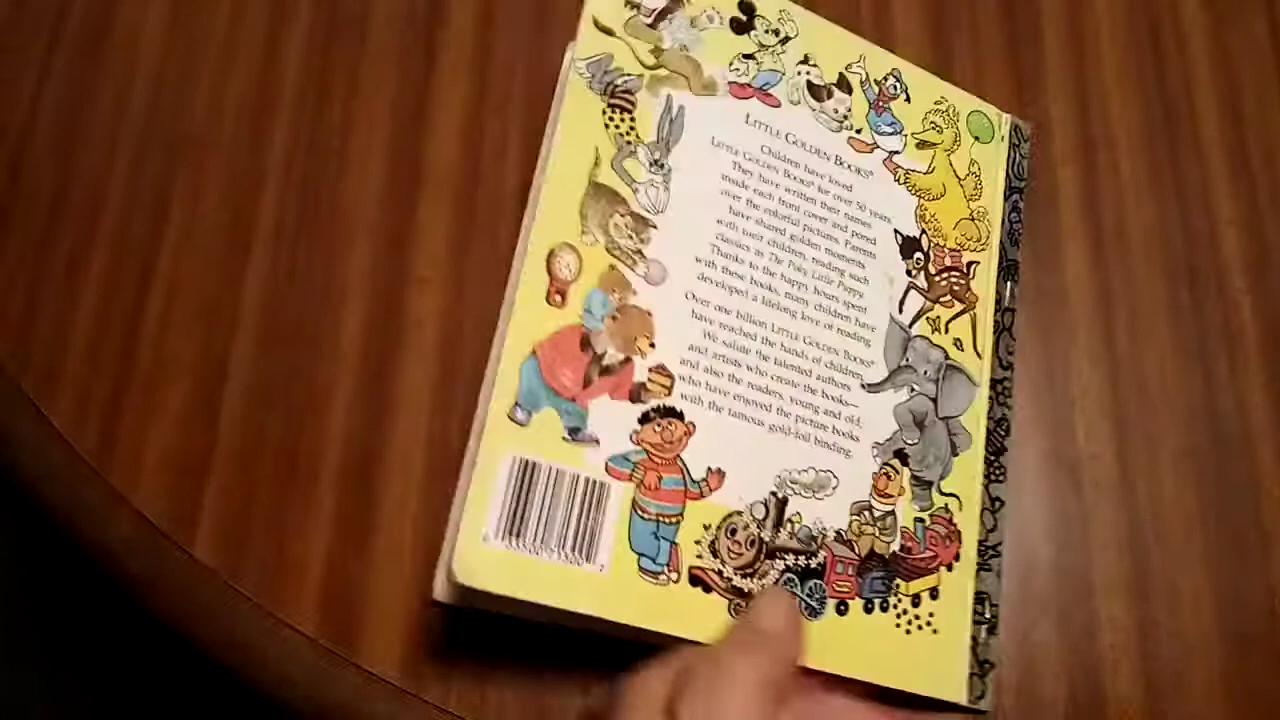 LITTLE GOLDEN BOOKS®
Children have loved
LITTLE GOLDEN BOOKS® for over 50 years.
They have written their names
inside each front cover and pored
over the colorful pictures. Parents
have shared golden moments
with their children, reading such
classics as The Poky Little Puppy.
Thanks to the happy hours spent
with these books, many children have
developed a lifelong love of reading
Over one billion LITTLE GOLDEN BOOKS®
have reached the hands of children.
We salute the talented authors
and artists who create the books—
and also the readers, young and old,
who have enjoyed the picture books
with the famous gold-foil binding.